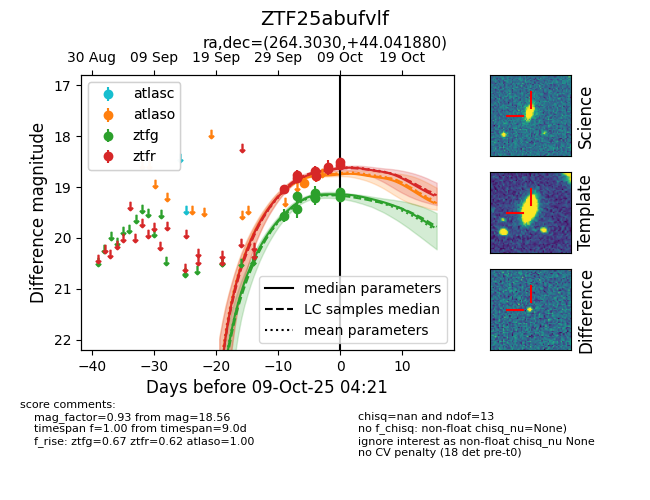 ZTF25abufvlf
ra,dec=(264.3030,+44.041880)
30 Aug 09 Sep 19 Sep 29 Sep 09 Oct 19 Oct
17
18
19
20
21
22
Difference magnitude
atlasc
atlaso
ztfg
ztfr
median parameters
LC samples median
mean parameters
−40 −30 −20 −10 0 10
Days before 09-Oct-25 04:21
Science
Template
Difference
score comments:
mag_factor=0.93 from mag=18.56
timespan f=1.00 from timespan=9.0d
f_rise: ztfg=0.67 ztfr=0.62 atlaso=1.00
chisq=nan and ndof=13
no f_chisq: non-float chisq_nu=None)
ignore interest as non-float chisq_nu None
no CV penalty (18 det pre-t0)